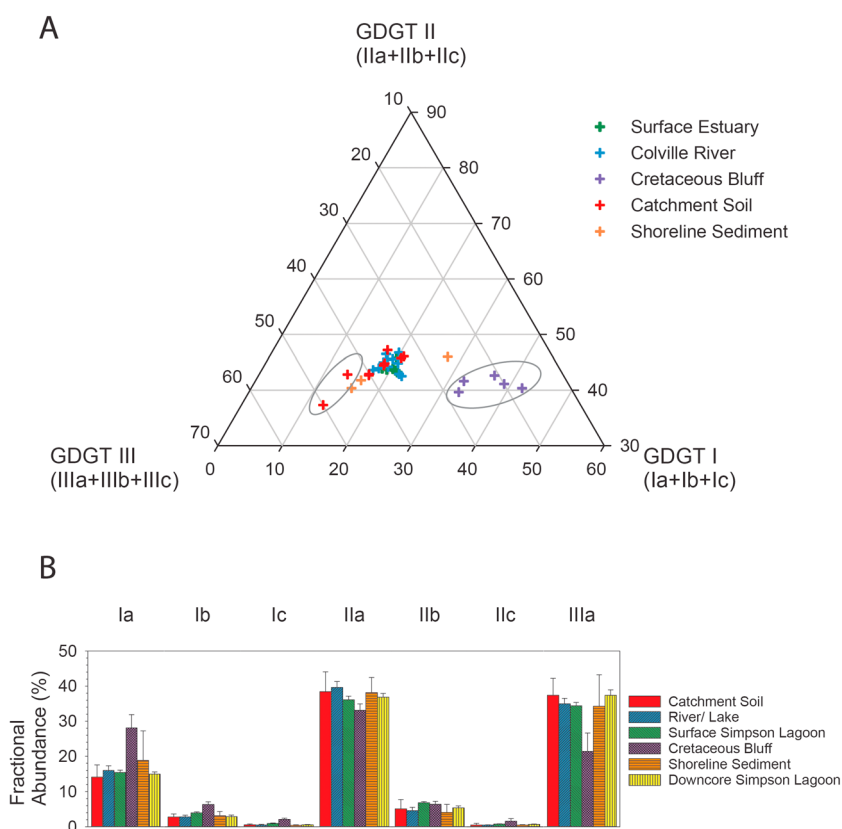 A
GDGT II
(IIa+IIb+IIc)
10
90
20
80
30
70
40
60
50
50
60
40
70
30
0
10
20
30
40
50
60
GDGT III
(IIIa+IIIb+IIIc)
GDGT I
(Ia+Ib+Ic)
Surface Estuary
Colville River
Cretaceous Bluff
Catchment Soil
Shoreline Sediment
B
Ia Ib Ic IIa IIb IIc IIIa
Fractional
Abundance (%)
50
40
30
20
10
0
Catchment Soil
River/ Lake
Surface Simpson Lagoon
Cretaceous Bluff
Shoreline Sediment
Downcore Simpson Lagoon